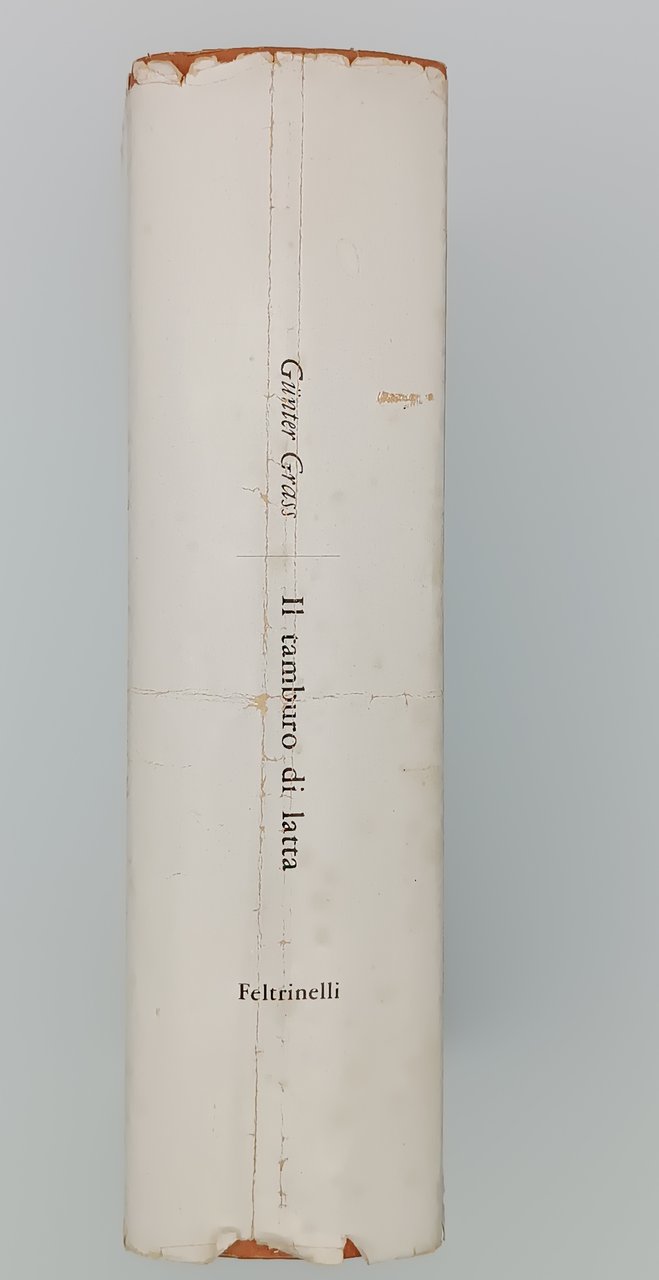 Günter Grass
Il tamburo di latta
Feltrinelli